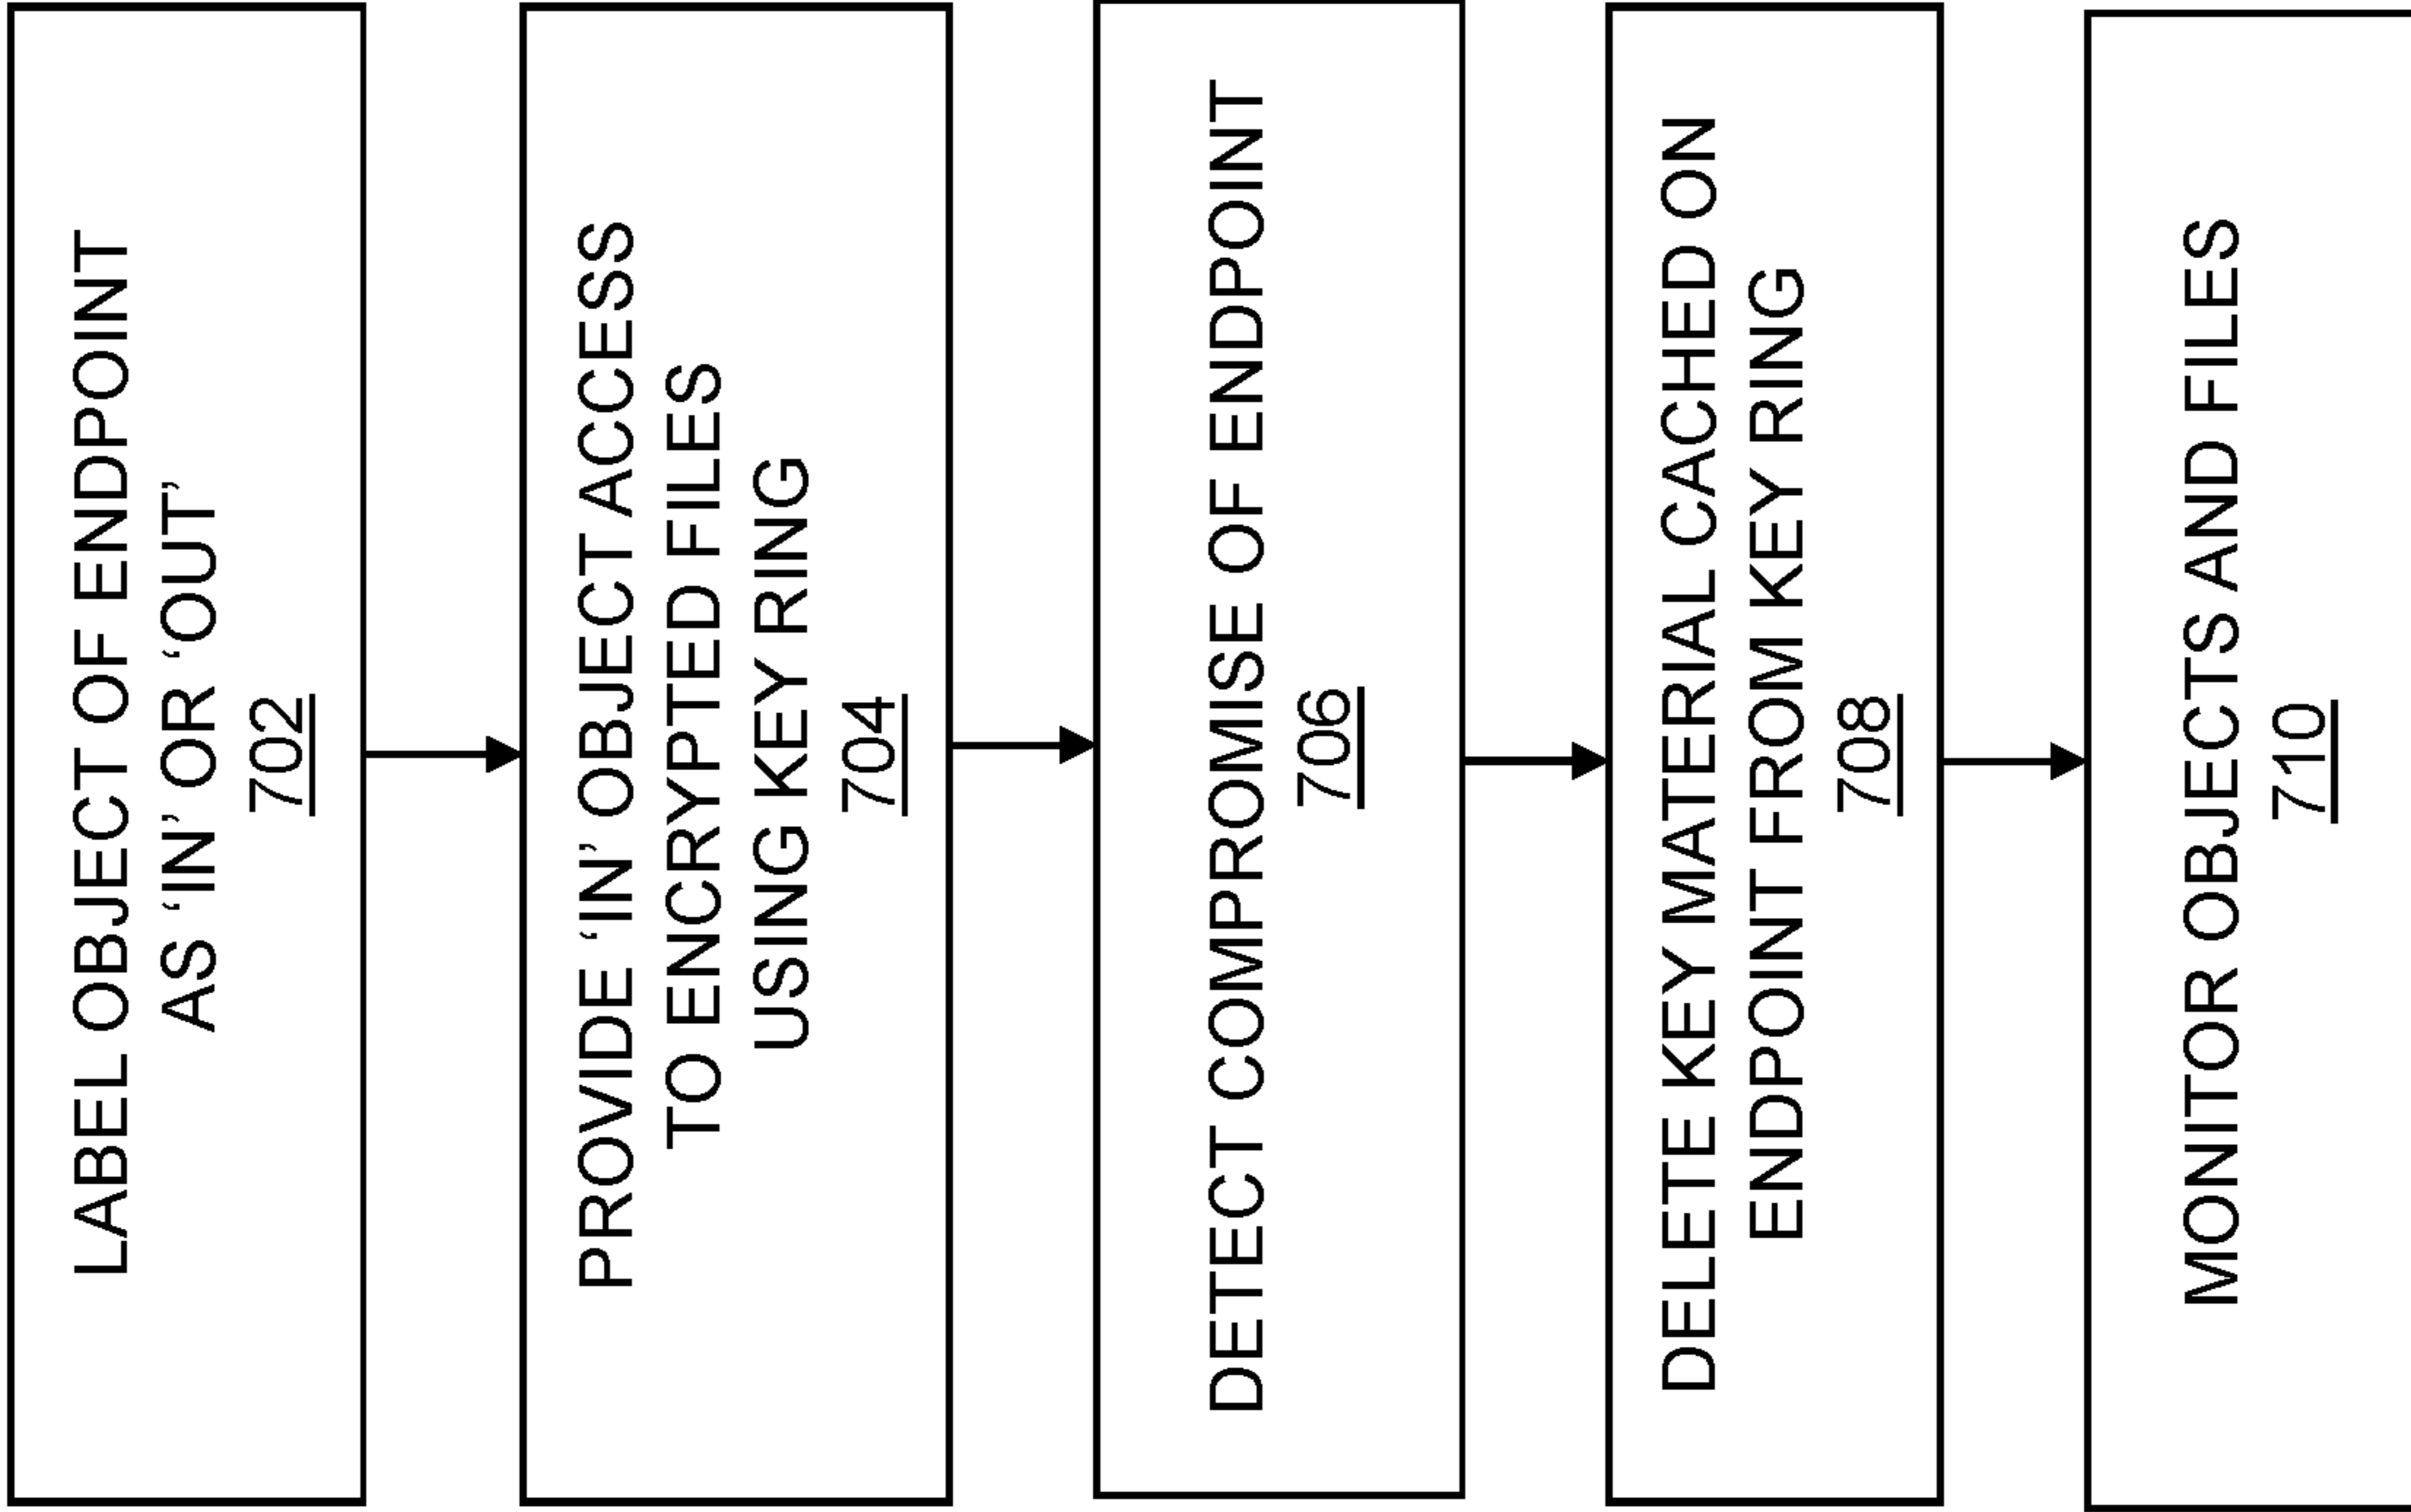 LABEL OBJECT OF ENDPOINT
AS ‘IN’ OR ‘OUT’
702
PROVIDE ‘IN’ OBJECT ACCESS
TO ENCRYPTED FILES
USING KEY RING
704
DETECT COMPROMISE OF ENDPOINT
706
DELETE KEY MATERIAL CACHED ON
ENDPOINT FROM KEY RING
708
MONITOR OBJECTS AND FILES
710